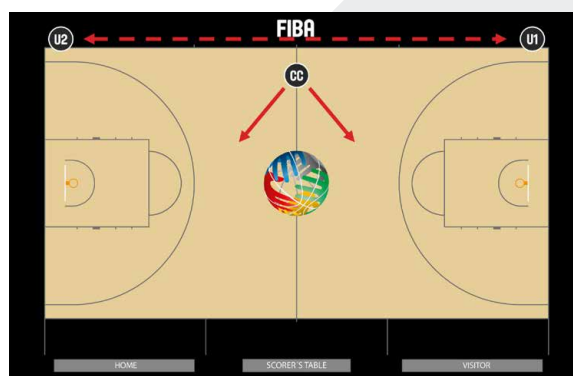 FIBA
U2
U1
CC
HOME
SCORER´S TABLE
VISITOR